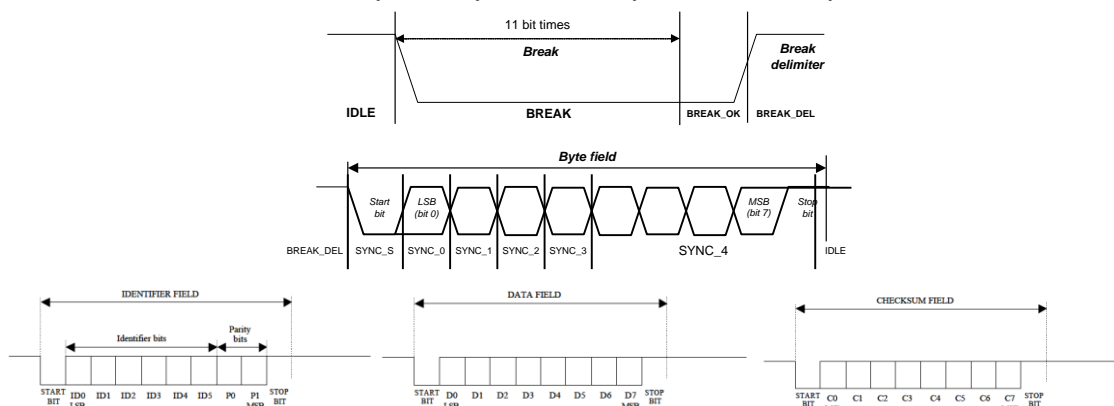 11 bit times
Break
Break
delimiter
IDLE
BREAK
BREAK_OK
BREAK_DEL
Byte field
Start
bit
LSB
(bit 0)
MSB
(bit 7)
Stop
bit
BREAK_DEL SYNC_S SYNC_0 SYNC_1 SYNC_2 SYNC_3 SYNC_4 IDLE
IDENTIFIER FIELD
Identifier bits
Parity
bits
START
BIT
ID0 ID1 ID2 ID3 ID4 ID5 P0 P1
LSB MSB
STOP
BIT
DATA FIELD
START
BIT
D0 D1 D2 D3 D4 D5 D6 D7
LSB MSB
STOP
BIT
CHECKSUM FIELD
START
BIT
C0 C1 C2 C3 C4 C5 C6 C7
STOP
BIT